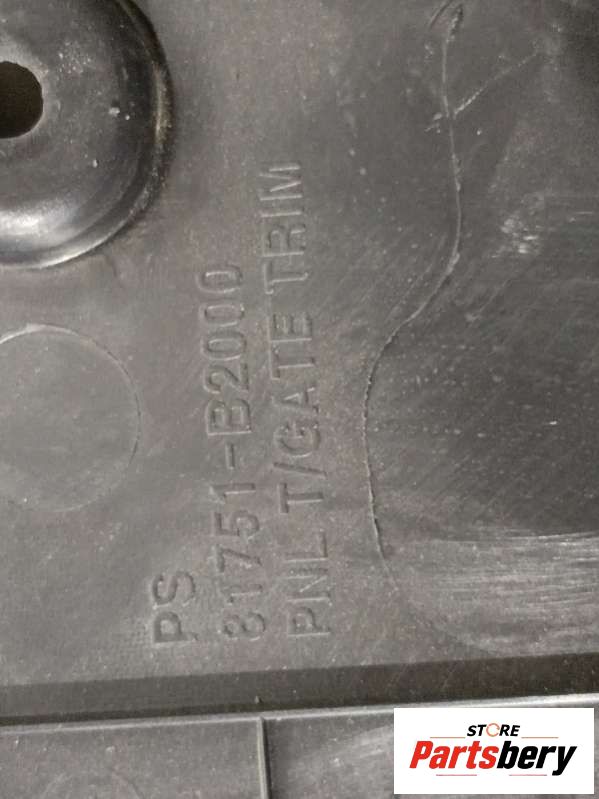 PS
81751-B2000
PNL T/GATE TRIM
STORE
Partsbery